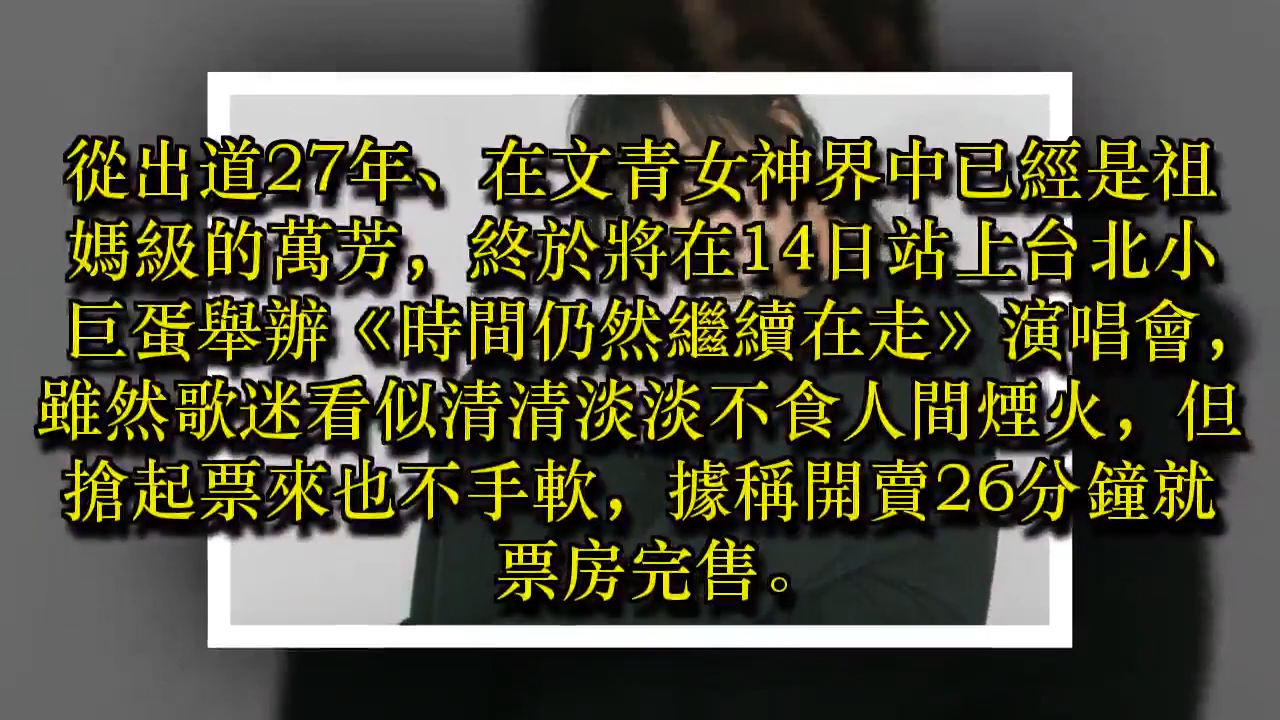 從出道27年、在文青女神界中已經是祖
媽級的萬芳，終於將在14日站上台北小
巨蛋舉辦《時間仍然繼續在走》演唱會，
雖然歌迷看似清清淡淡不食人間煙火，但
搶起票來也不手軟，據稱開賣26分鐘就
票房完售。